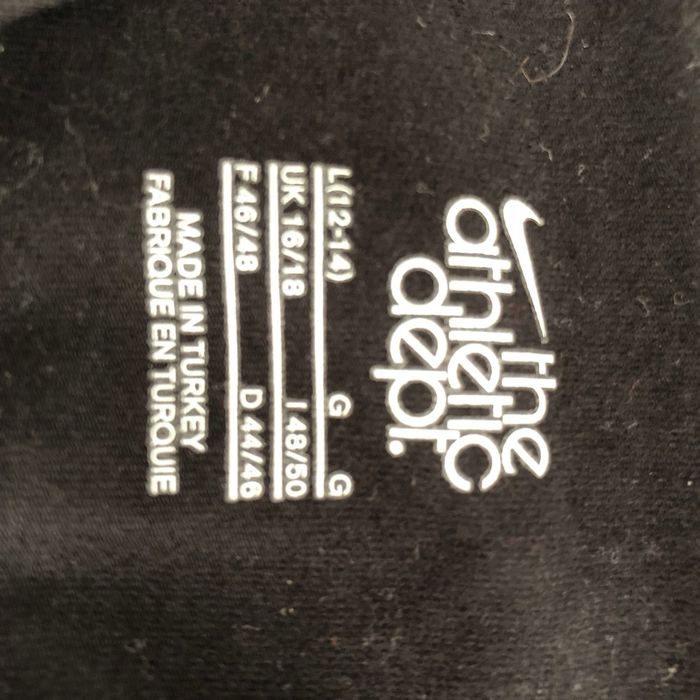 the
athletic
dept.
L(12-14) G G
UK 16/18 I 48/50
F 46/48 D 44/46
MADE IN TURKEY
FABRIQUE EN TURQUIE